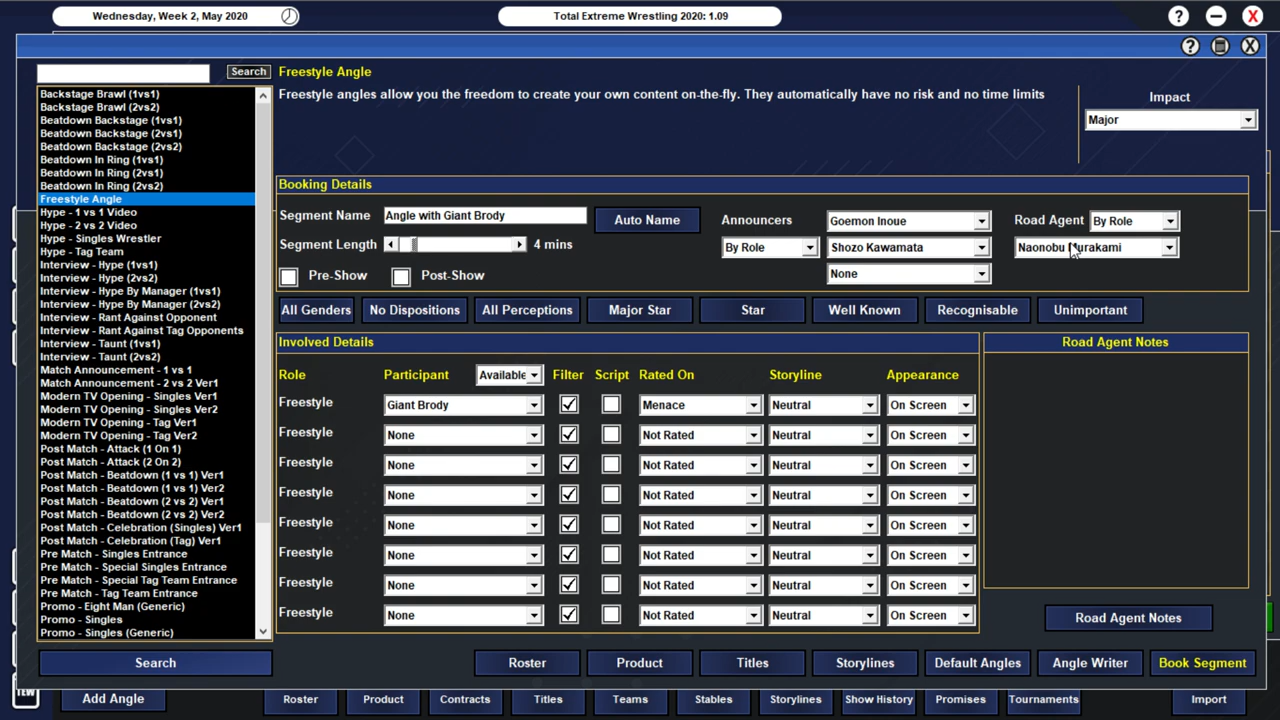 Wednesday, Week 2, May 2020
Total Extreme Wrestling 2020: 1.09
Search
Freestyle Angle
Freestyle angles allow you the freedom to create your own content on-the-fly. They automatically have no risk and no time limits
Impact
Major
Backstage Brawl (1vs1)
Backstage Brawl (2vs2)
Beatdown Backstage (1vs1)
Beatdown Backstage (2vs1)
Beatdown Backstage (2vs2)
Beatdown In Ring (1vs1)
Beatdown In Ring (2vs1)
Beatdown In Ring (2vs2)
Freestyle Angle
Hype - 1 vs 1 Video
Hype - 2 vs 2 Video
Hype - Singles Wrestler
Hype - Tag Team
Interview - Hype (1vs1)
Interview - Hype (2vs2)
Interview - Hype By Manager (1vs1)
Interview - Hype By Manager (2vs2)
Interview - Rant Against Opponent
Interview - Rant Against Tag Opponents
Interview - Taunt (1vs1)
Interview - Taunt (2vs2)
Match Announcement - 1 vs 1
Match Announcement - 2 vs 2 Ver1
Modern TV Opening - Singles Ver1
Modern TV Opening - Singles Ver2
Modern TV Opening - Tag Ver1
Modern TV Opening - Tag Ver2
Post Match - Attack (1 On 1)
Post Match - Attack (2 On 2)
Post Match - Beatdown (1 vs 1) Ver1
Post Match - Beatdown (1 vs 1) Ver2
Post Match - Beatdown (2 vs 2) Ver1
Post Match - Beatdown (2 vs 2) Ver2
Post Match - Celebration (Singles) Ver1
Post Match - Celebration (Tag) Ver1
Pre Match - Singles Entrance
Pre Match - Special Singles Entrance
Pre Match - Special Tag Team Entrance
Pre Match - Tag Team Entrance
Promo - Eight Man (Generic)
Promo - Singles
Promo - Singles (Generic)
Search
Booking Details
Segment Name Angle with Giant Brody Auto Name Announcers Goemon Inoue Road Agent By Role
Segment Length 4 mins By Role Shozo Kawamata Naonobu Murakami
Pre-Show Post-Show None
All Genders No Dispositions All Perceptions Major Star Star Well Known Recognisable Unimportant
Involved Details
Road Agent Notes
Role Participant Available Filter Script Rated On Storyline Appearance
Freestyle Giant Brody Menace Neutral On Screen
Freestyle None Not Rated Neutral On Screen
Freestyle None Not Rated Neutral On Screen
Freestyle None Not Rated Neutral On Screen
Freestyle None Not Rated Neutral On Screen
Freestyle None Not Rated Neutral On Screen
Freestyle None Not Rated Neutral On Screen
Freestyle None Not Rated Neutral On Screen
Road Agent Notes
Roster Product Titles Storylines Default Angles Angle Writer Book Segment
TEW Add Angle Roster Product Contracts Titles Teams Stables Storylines Show History Promises Tournaments Import